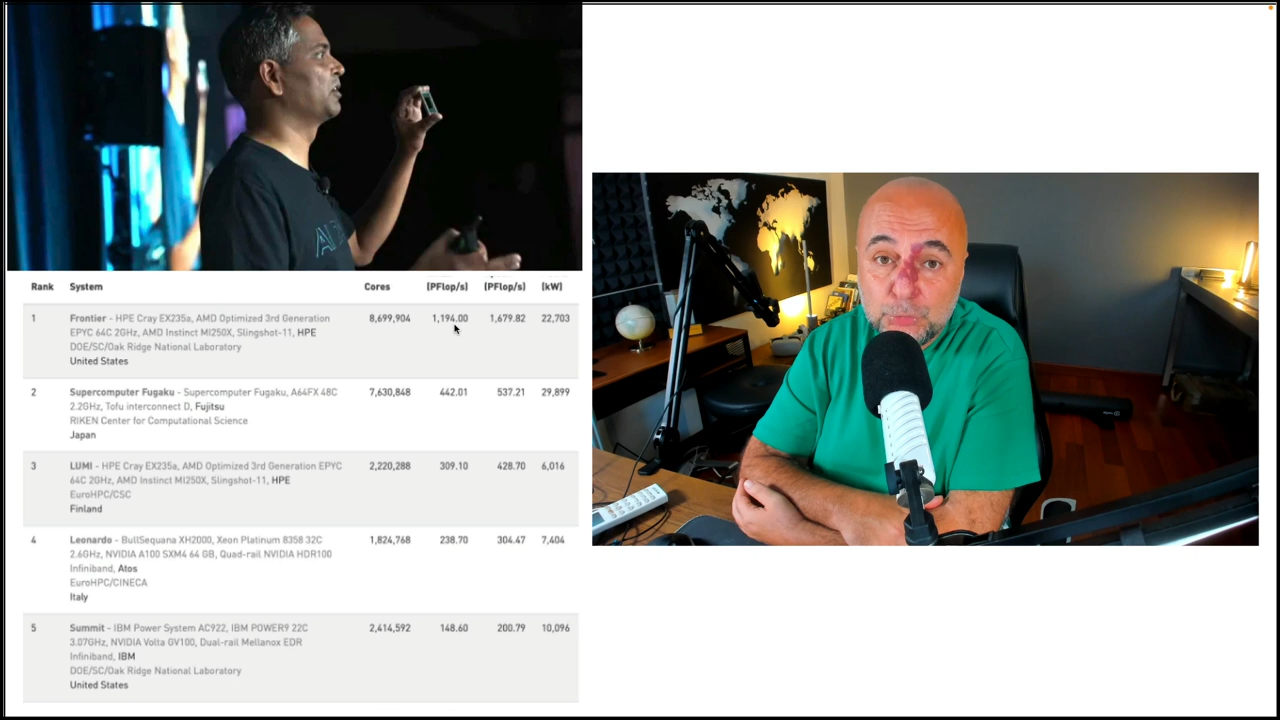 AI
Rank System Cores (PFlop/s) (PFlop/s) (kW)
1 Frontier - HPE Cray EX235a, AMD Optimized 3rd Generation 8,699,904 1,194.00 1,679.82 22,703
EPYC 64C 2GHz, AMD Instinct MI250X, Slingshot-11, HPE
DOE/SC/Oak Ridge National Laboratory
United States
2 Supercomputer Fugaku - Supercomputer Fugaku, A64FX 48C 7,630,848 442.01 537.21 29,899
2.2GHz, Tofu interconnect D, Fujitsu
RIKEN Center for Computational Science
Japan
3 LUMI - HPE Cray EX235a, AMD Optimized 3rd Generation EPYC 2,220,288 309.10 428.70 6,016
64C 2GHz, AMD Instinct MI250X, Slingshot-11, HPE
EuroHPC/CSC
Finland
4 Leonardo - BullSequana XH2000, Xeon Platinum 8358 32C 1,824,768 238.70 304.47 7,404
2.6GHz, NVIDIA A100 SXM4 64 GB, Quad-rail NVIDIA HDR100
Infiniband, Atos
EuroHPC/CINECA
Italy
5 Summit - IBM Power System AC922, IBM POWER9 22C 2,414,592 148.60 200.79 10,096
3.07GHz, NVIDIA Volta GV100, Dual-rail Mellanox EDR
Infiniband, IBM
DOE/SC/Oak Ridge National Laboratory
United States